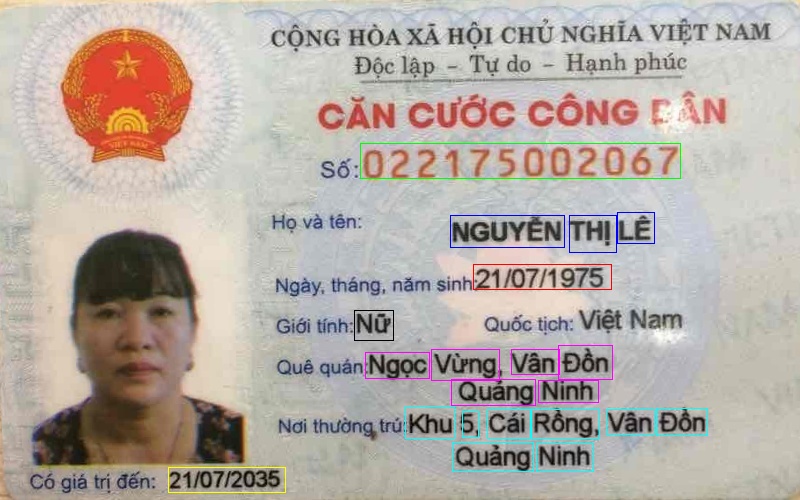 CỘNG HÒA XÃ HỘI CHỦ NGHĨA VIỆT NAM
Độc lập - Tự do - Hạnh phúc
CĂN CƯỚC CÔNG DÂN
Số: 022175002067
Họ và tên: NGUYỄN THỊ LÊ
Ngày, tháng, năm sinh: 21/07/1975
Giới tính: Nữ Quốc tịch: Việt Nam
Quê quán: Ngọc Vừng, Vân Đồn
Quảng Ninh
Nơi thường trú: Khu 5, Cái Rồng, Vân Đồn
Quảng Ninh
Có giá trị đến: 21/07/2035